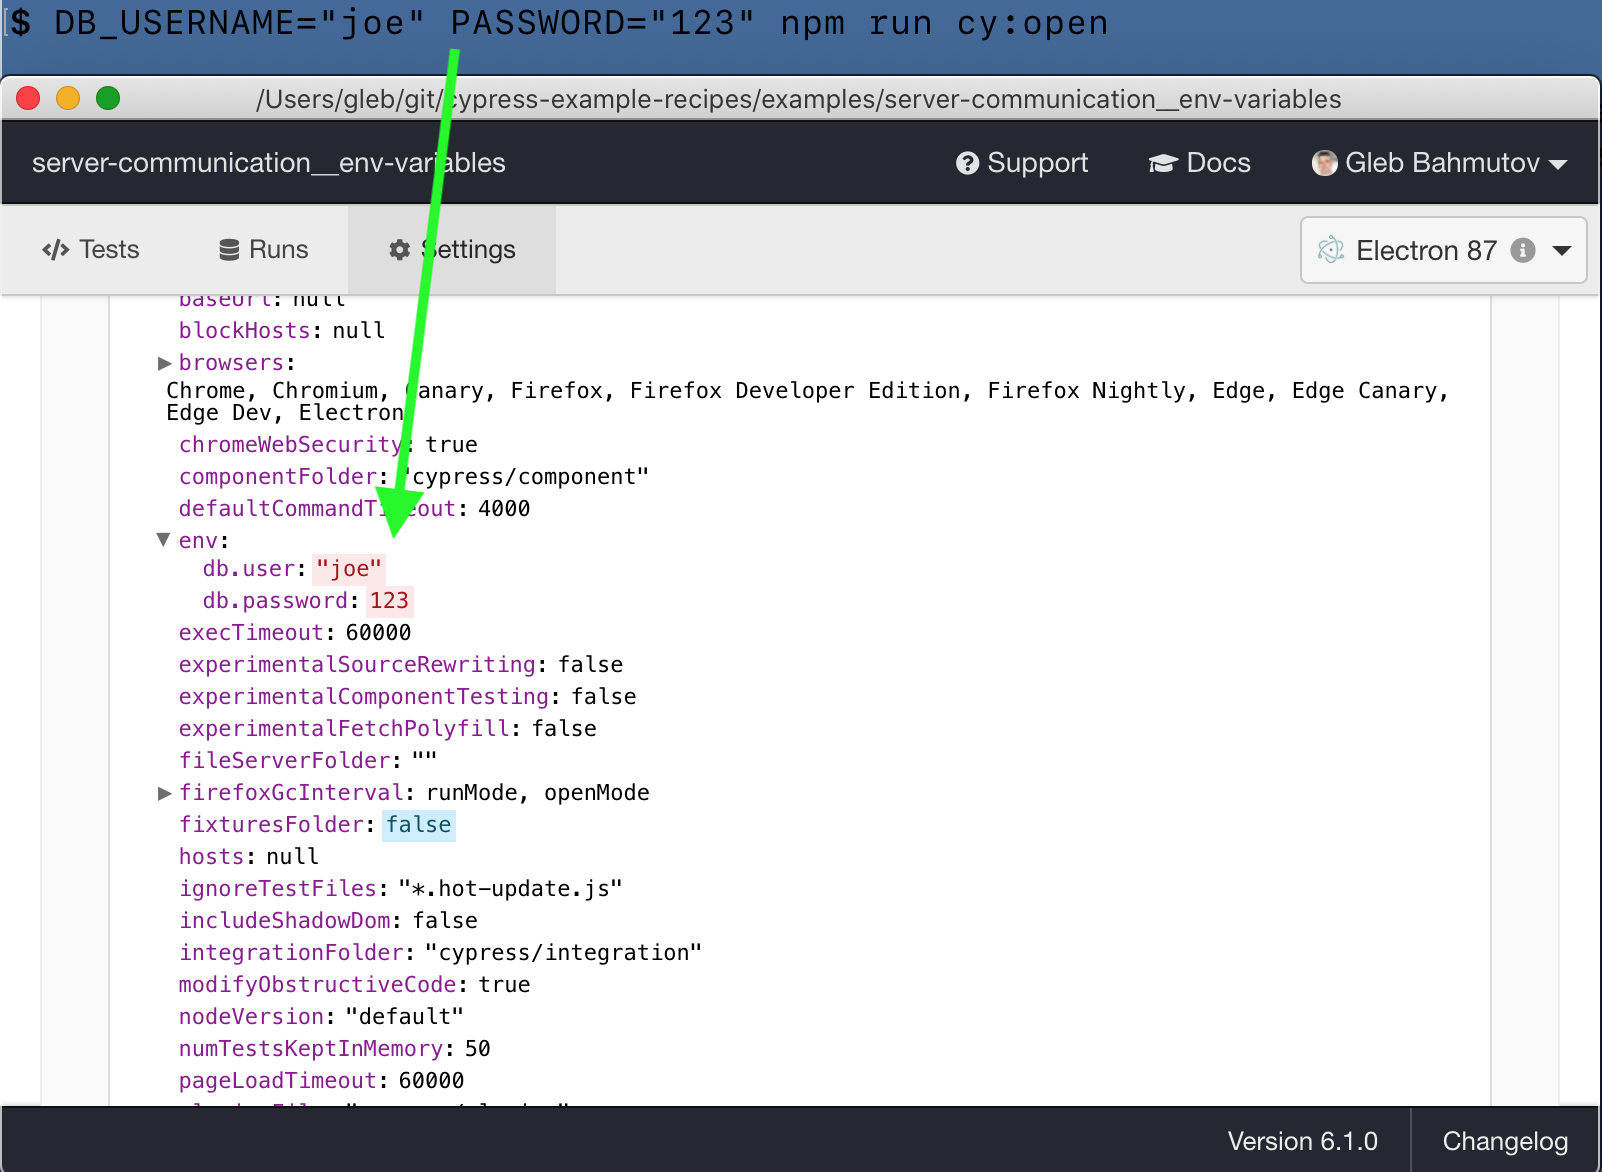 $ DB_USERNAME="joe" PASSWORD="123" npm run cy:open
/Users/gleb/git/cypress-example-recipes/examples/server-communication__env-variables
server-communication__env-variables Support Docs Gleb Bahmutov
Tests Runs Settings Electron 87
baseUrl: null
blockHosts: null
browsers:
Chrome, Chromium, Canary, Firefox, Firefox Developer Edition, Firefox Nightly, Edge, Edge Canary,
Edge Dev, Electron
chromeWebSecurity: true
componentFolder: "cypress/component"
defaultCommandTimeout: 4000
env:
db.user: "joe"
db.password: 123
execTimeout: 60000
experimentalSourceRewriting: false
experimentalComponentTesting: false
experimentalFetchPolyfill: false
fileServerFolder: ""
firefoxGcInterval: runMode, openMode
fixturesFolder: false
hosts: null
ignoreTestFiles: "*.hot-update.js"
includeShadowDom: false
integrationFolder: "cypress/integration"
modifyObstructiveCode: true
nodeVersion: "default"
numTestsKeptInMemory: 50
pageLoadTimeout: 60000
Version 6.1.0 Changelog